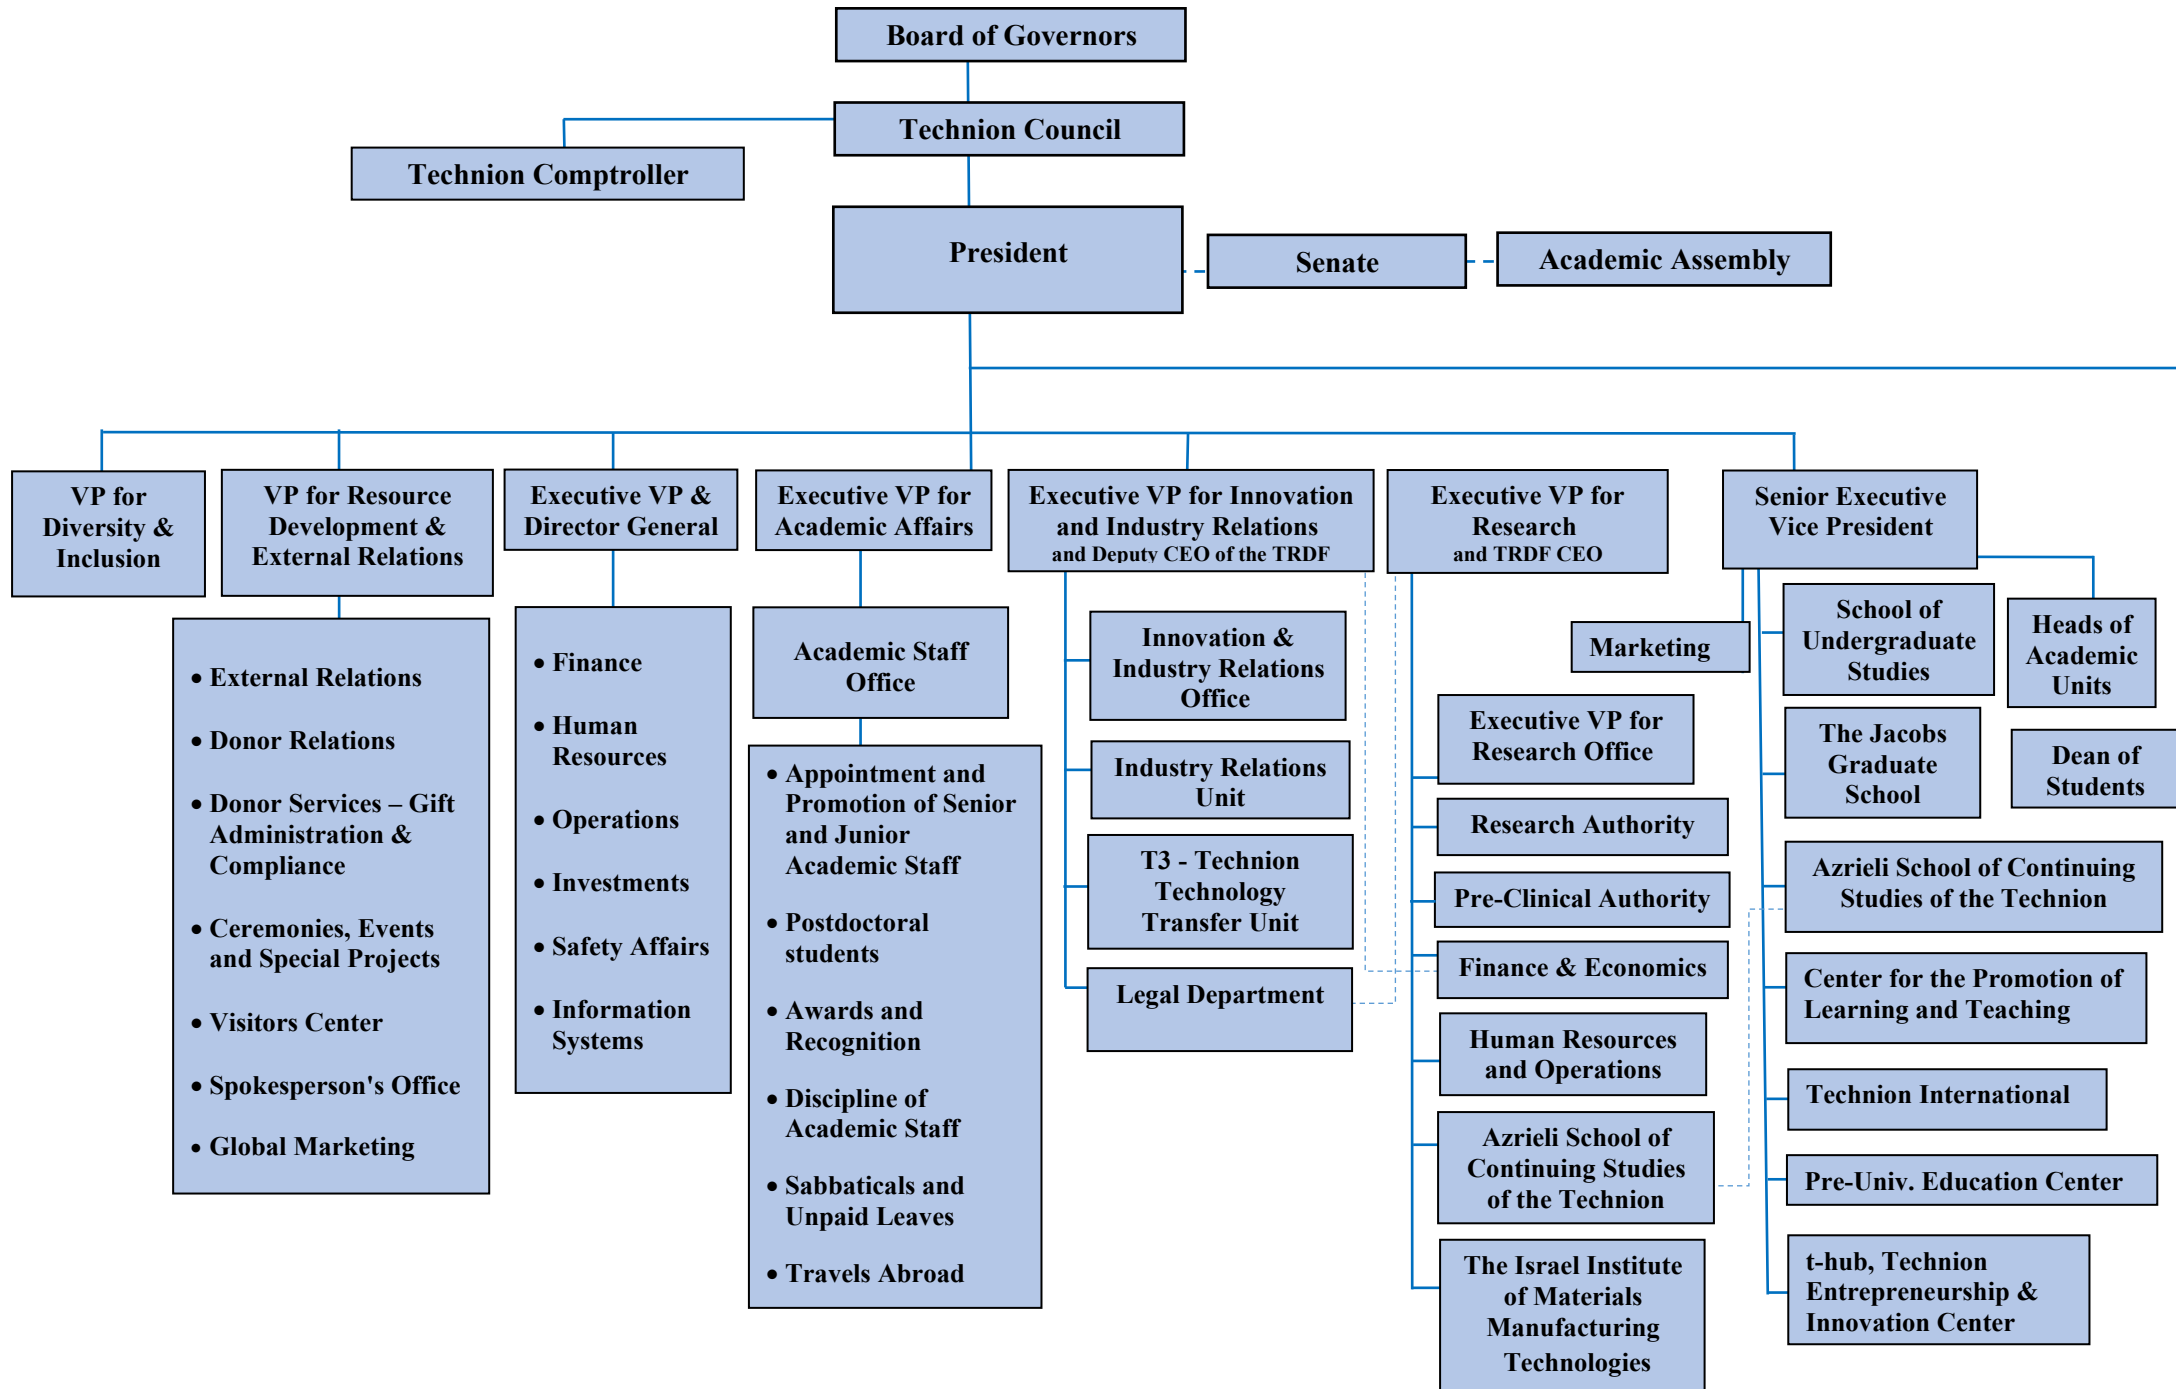 Board of Governors
Technion Council
Technion Comptroller
President
Senate
Academic Assembly
VP for
Diversity &
Inclusion
VP for Resource
Development &
External Relations
• External Relations
• Donor Relations
• Donor Services – Gift
Administration &
Compliance
• Ceremonies, Events
and Special Projects
• Visitors Center
• Spokesperson's Office
• Global Marketing
Executive VP &
Director General
• Finance
• Human
Resources
• Operations
• Investments
• Safety Affairs
• Information
Systems
Executive VP for
Academic Affairs
Academic Staff
Office
• Appointment and
Promotion of Senior
and Junior
Academic Staff
• Postdoctoral
students
• Awards and
Recognition
• Discipline of
Academic Staff
• Sabbaticals and
Unpaid Leaves
• Travels Abroad
Executive VP for Innovation
and Industry Relations
and Deputy CEO of the TRDF
Innovation &
Industry Relations
Office
Industry Relations
Unit
T3 - Technion
Technology
Transfer Unit
Legal Department
Executive VP for
Research
and TRDF CEO
Executive VP for
Research Office
Research Authority
Pre-Clinical Authority
Finance & Economics
Human Resources
and Operations
Azrieli School of
Continuing Studies
of the Technion
The Israel Institute
of Materials
Manufacturing
Technologies
Senior Executive
Vice President
Marketing
School of
Undergraduate
Studies
Heads of
Academic
Units
The Jacobs
Graduate
School
Dean of
Students
Azrieli School of Continuing
Studies of the Technion
Center for the Promotion of
Learning and Teaching
Technion International
Pre-Univ. Education Center
t-hub, Technion
Entrepreneurship &
Innovation Center